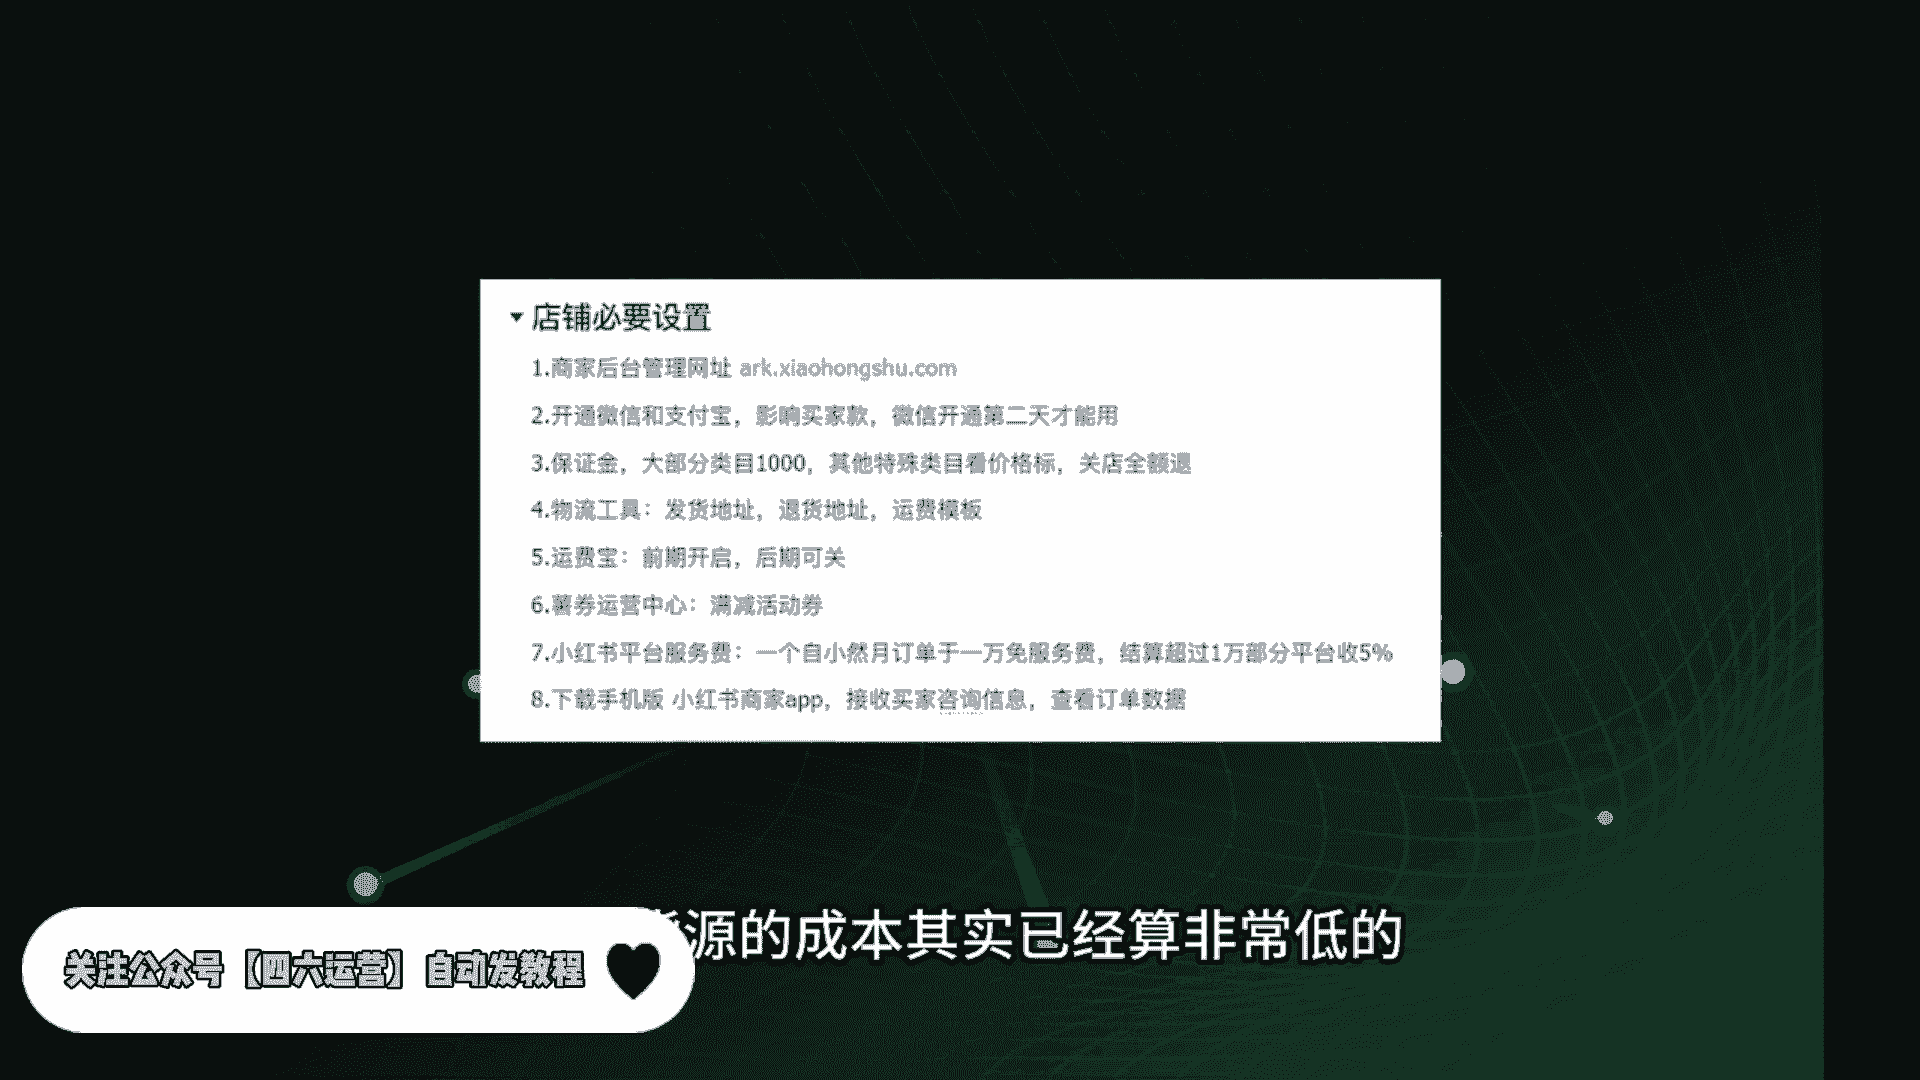 店铺必要设置
1.商家后台管理网址 ark.xiaohongshu.com
2.开通微信和支付宝，影响买家款，微信开通第二天才能用
3.保证金，大部分类目1000，其他特殊类目看价格标，关店全额退
4.物流工具：发货地址，退货地址，运费模板
5.运费宝：前期开启，后期可关
6.薯券运营中心：满减活动券
7.小红书平台服务费：一个自小然月订单于一万免服务费，结算超过1万部分平台收5%
8.下载手机版 小红书商家app，接收买家咨询信息，查看订单数据
源的成本其实已经算非常低的
关注公众号【四六运营】自动发教程